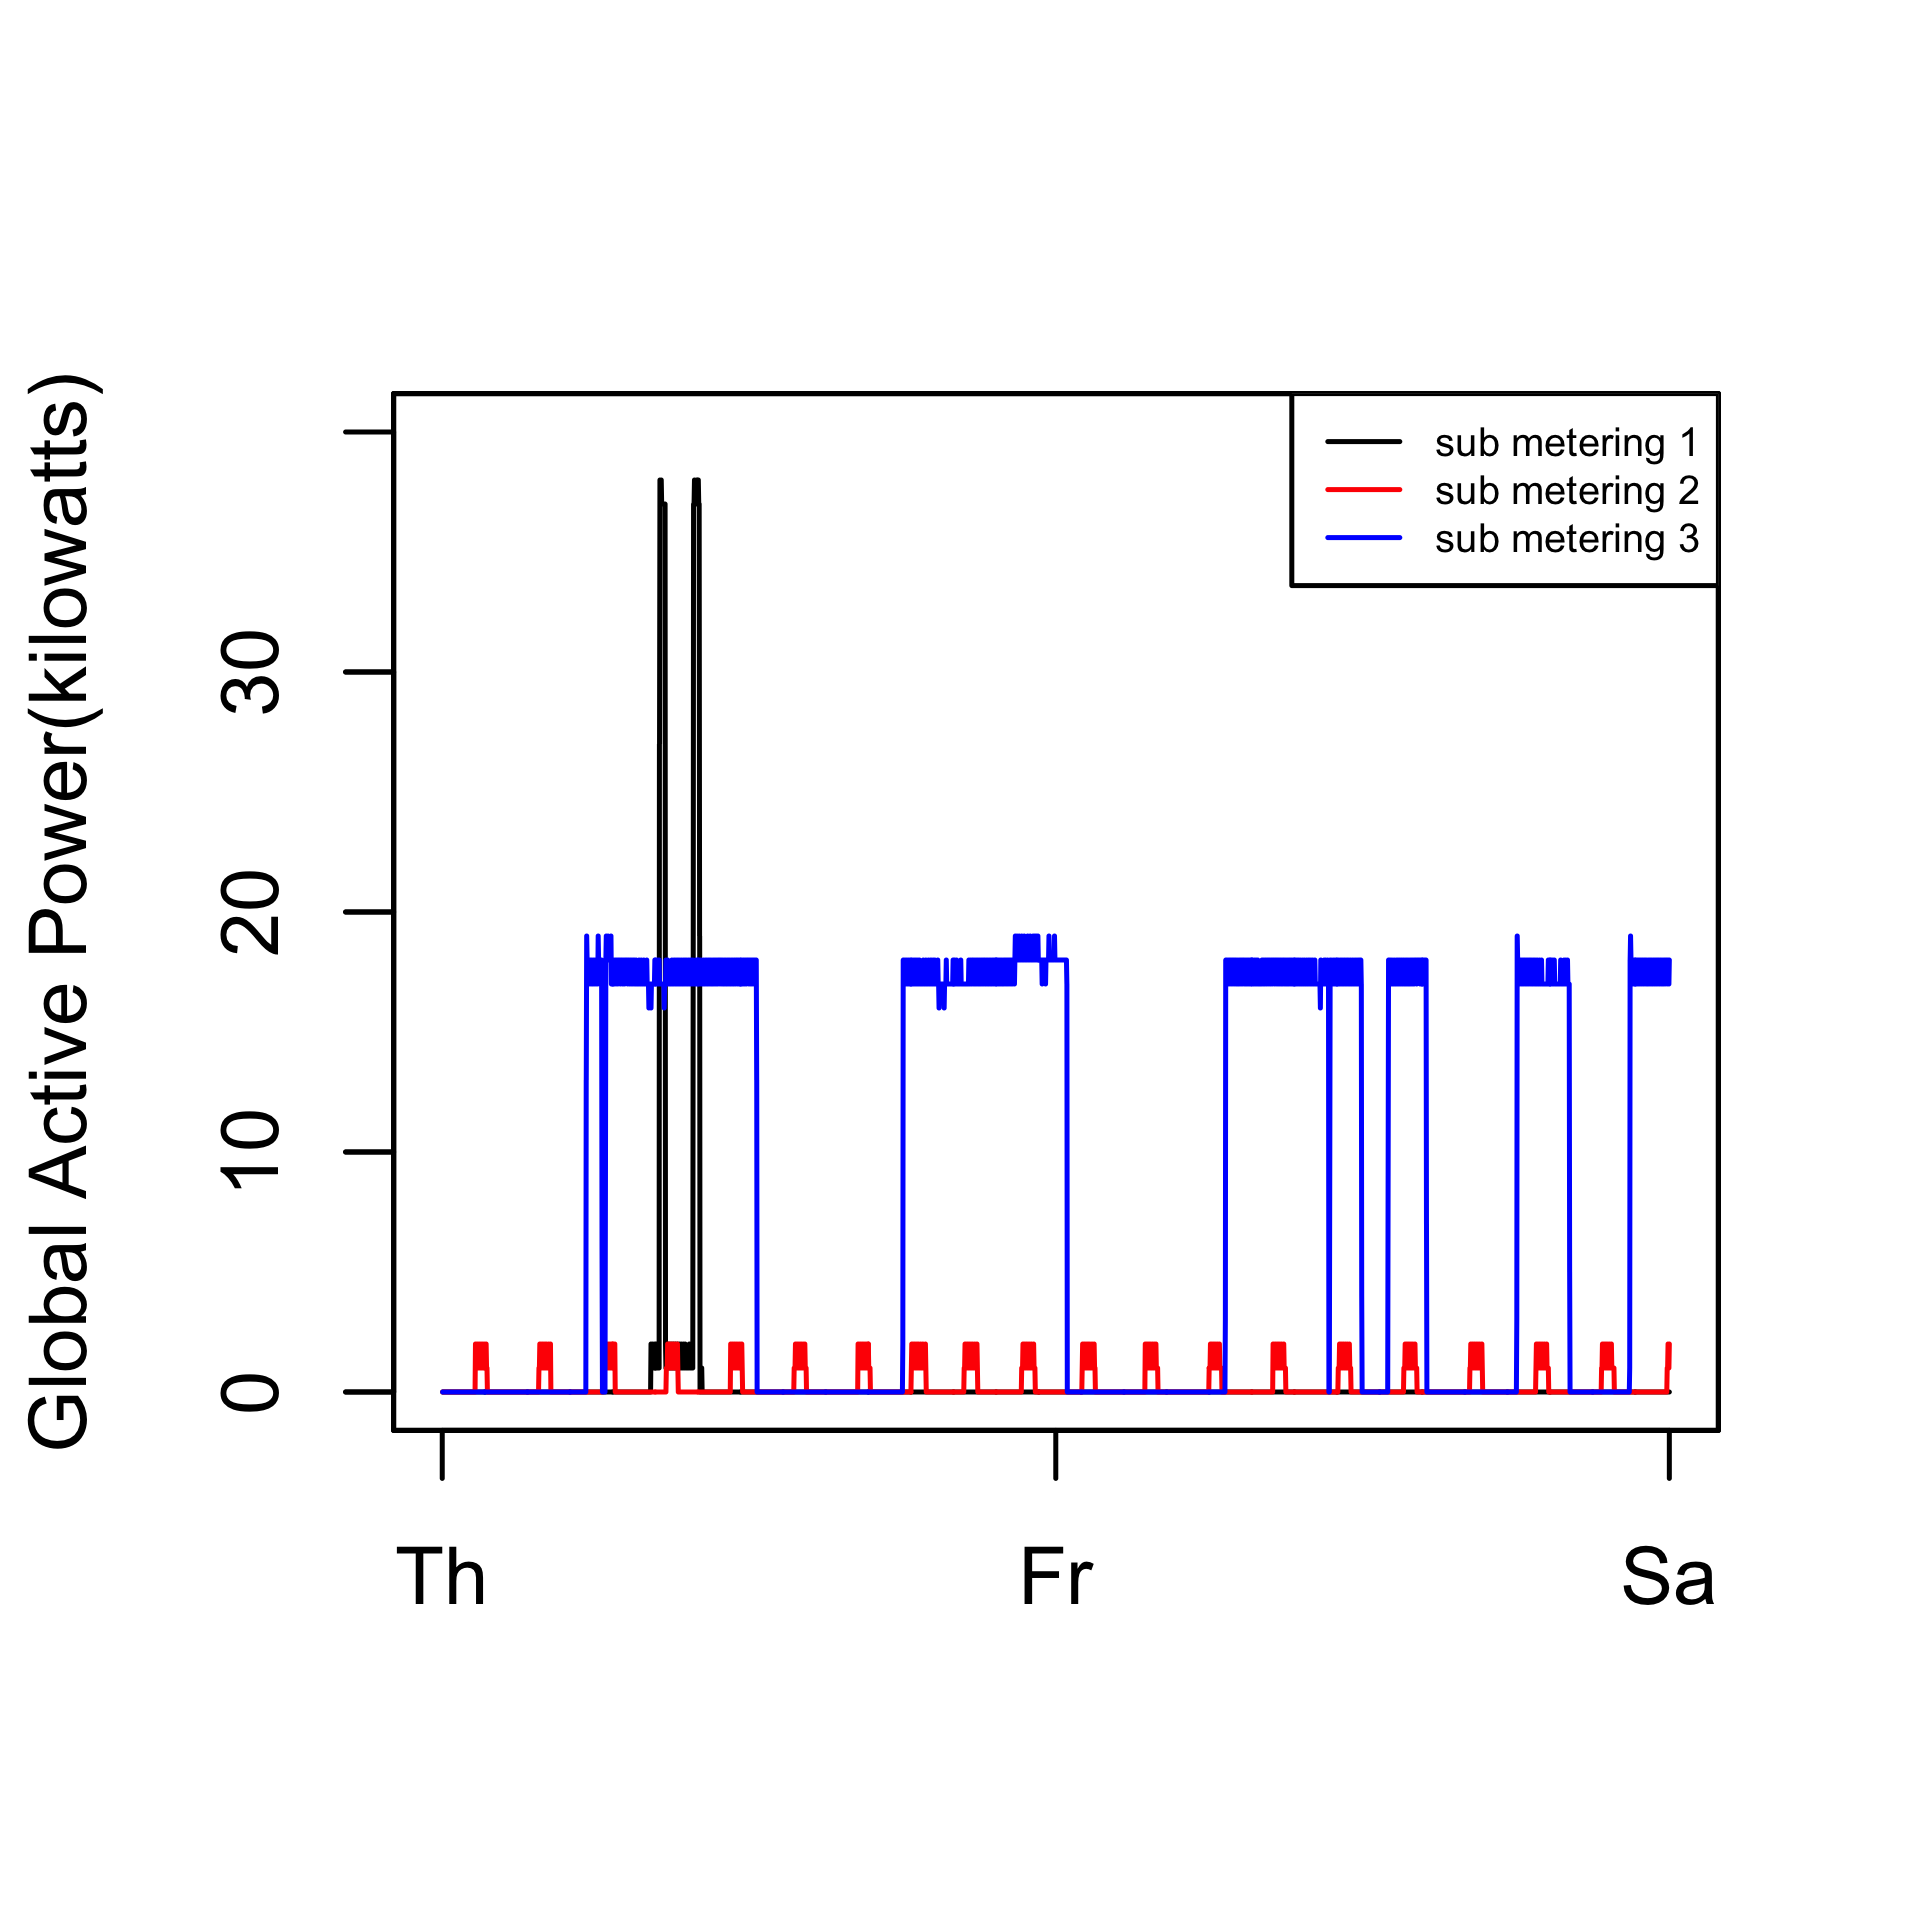 Global Active Power(kilowatts)
30
20
10
0
sub metering 1
sub metering 2
sub metering 3
Th Fr Sa